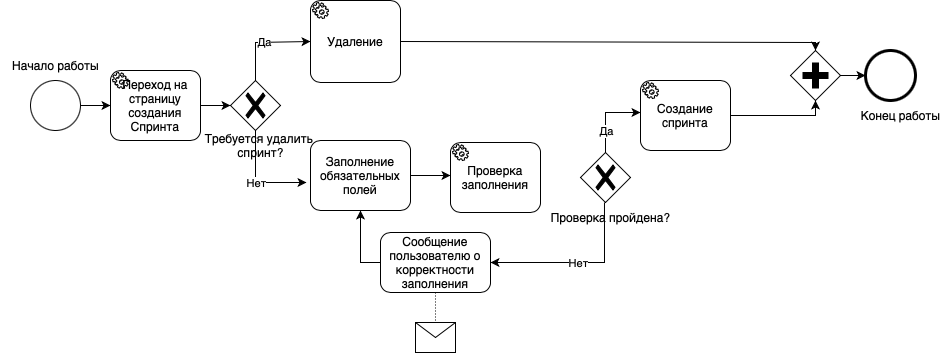 Начало работы
Переход на
страницу
создания
Спринта
Требуется удалить
спринт?
Да
Удаление
Нет
Заполнение
обязательных
полей
Проверка
заполнения
Сообщение
пользователю о
корректности
заполнения
Проверка пройдена?
Нет
Да
Создание
спринта
Конец работы